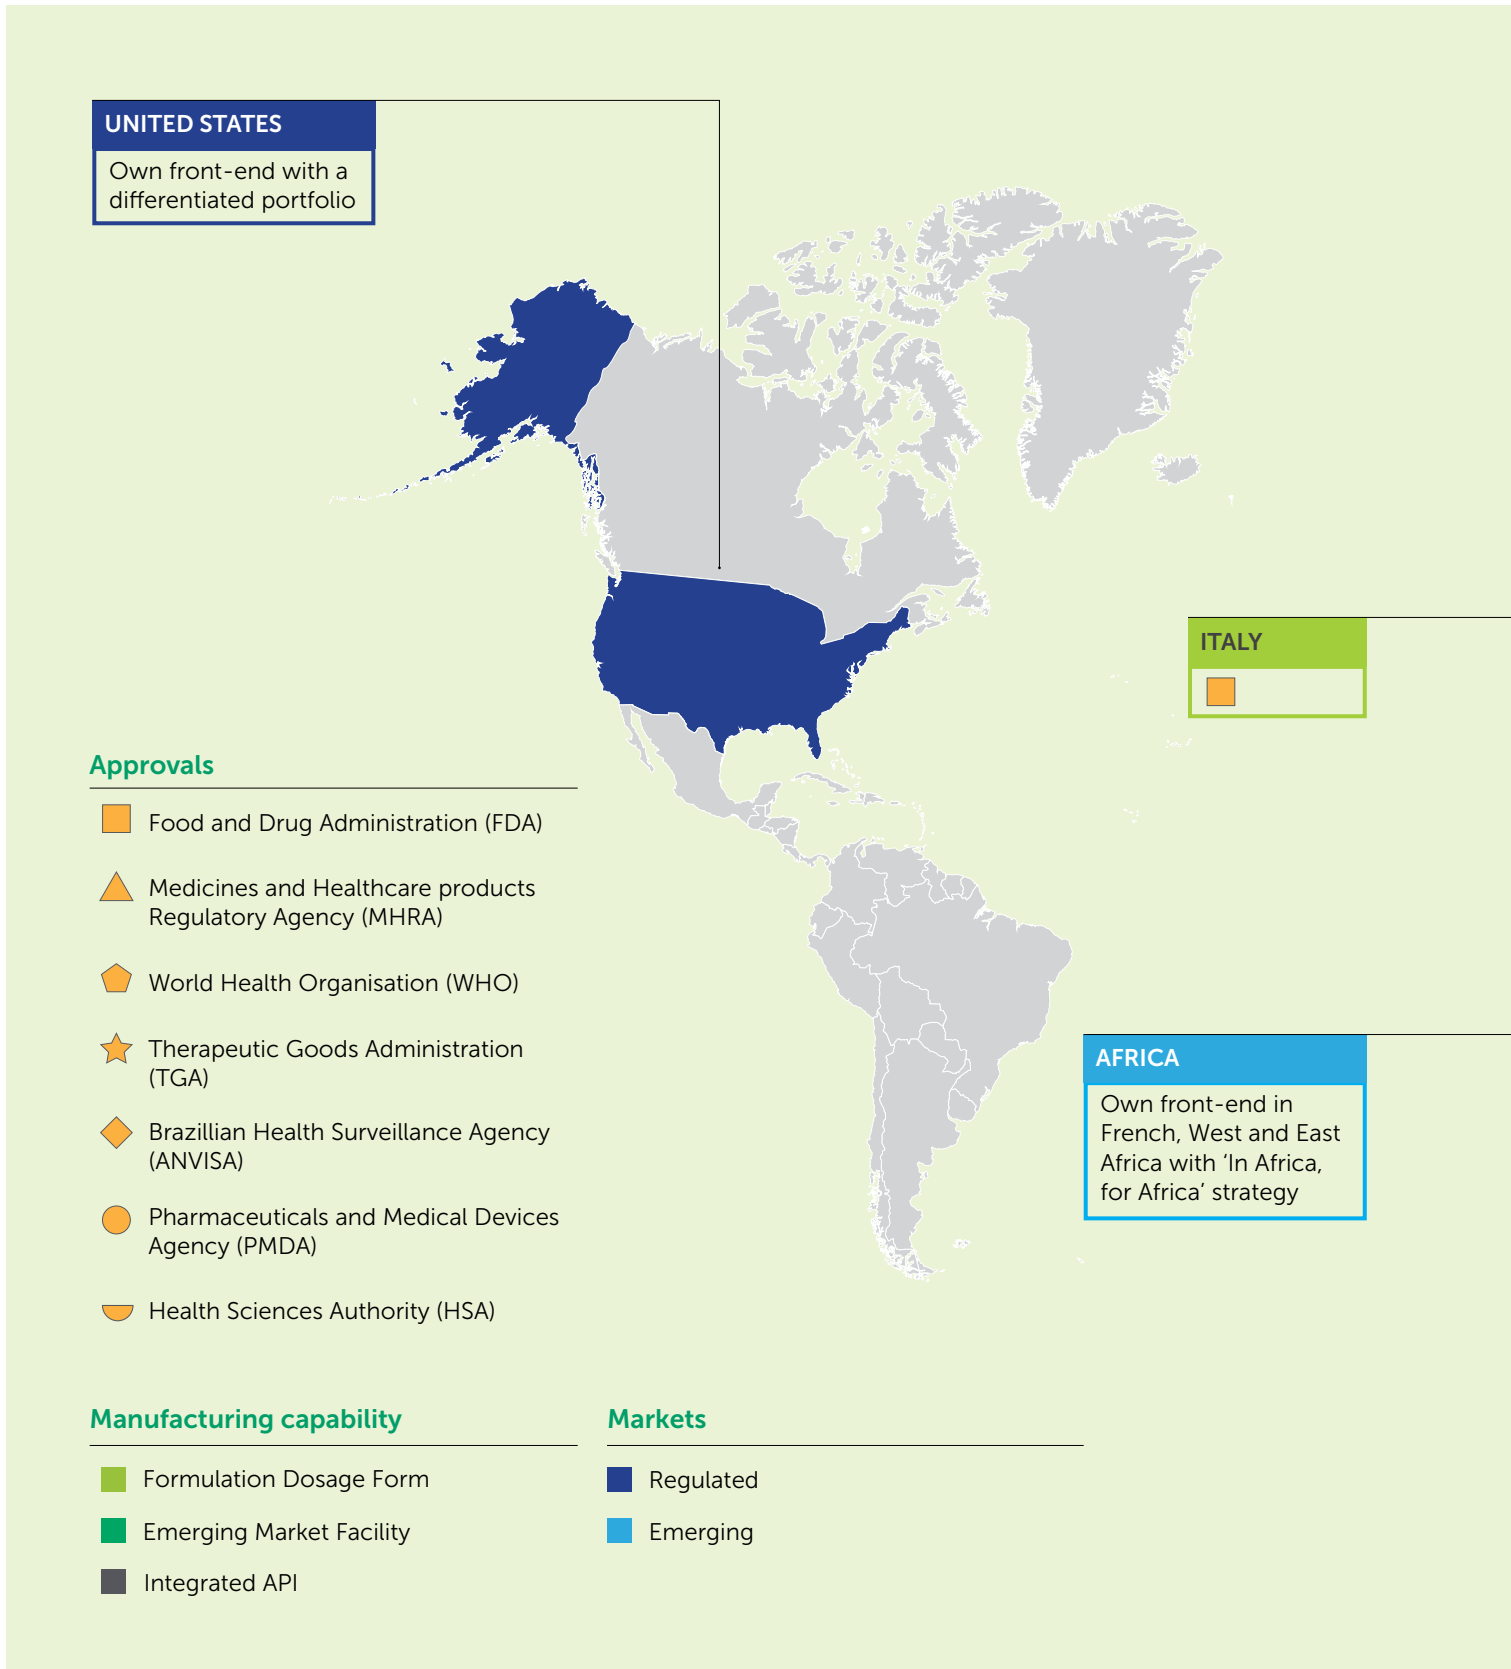 UNITED STATES
Own front-end with a
differentiated portfolio
ITALY
Approvals
Food and Drug Administration (FDA)
Medicines and Healthcare products
Regulatory Agency (MHRA)
World Health Organisation (WHO)
Therapeutic Goods Administration
(TGA)
Brazillian Health Surveillance Agency
(ANVISA)
Pharmaceuticals and Medical Devices
Agency (PMDA)
Health Sciences Authority (HSA)
AFRICA
Own front-end in
French, West and East
Africa with ‘In Africa,
for Africa’ strategy
Manufacturing capability
Formulation Dosage Form
Emerging Market Facility
Integrated API
Markets
Regulated
Emerging